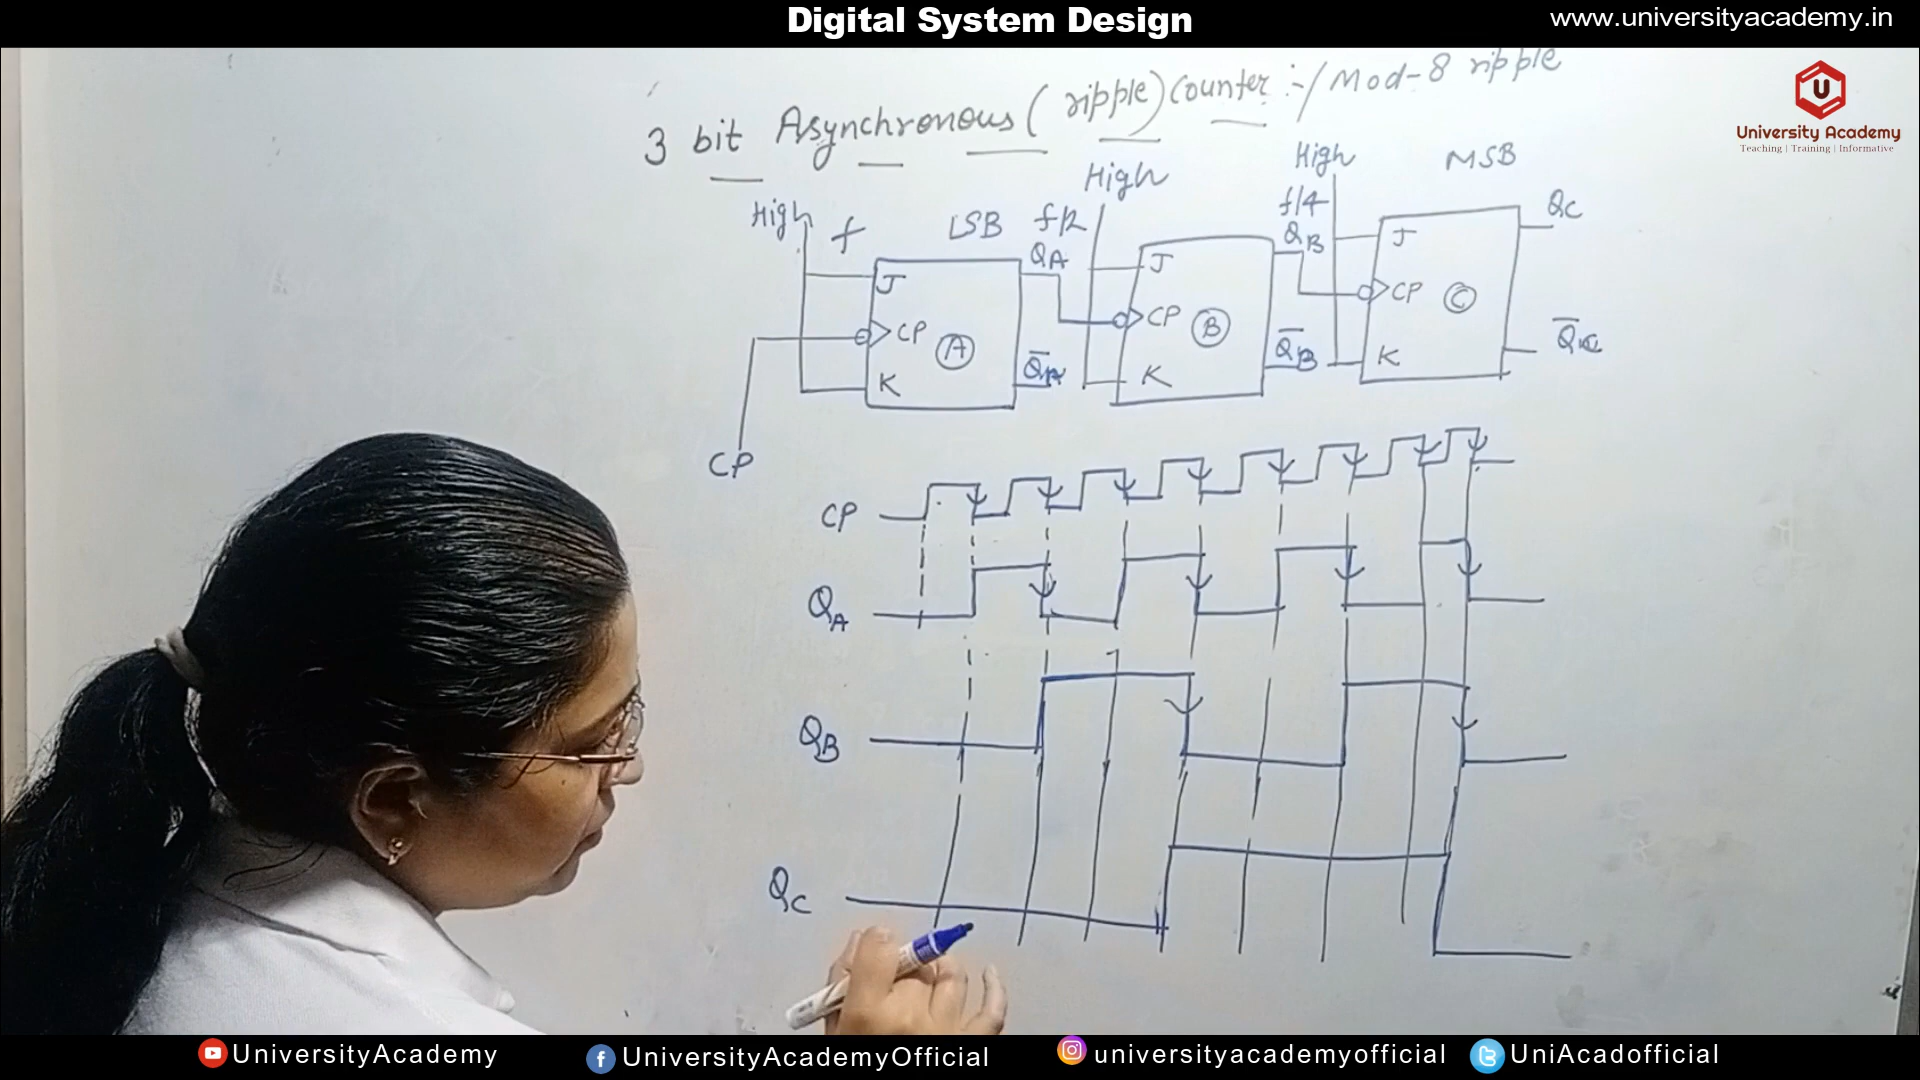 Digital System Design
www.universityacademy.in
U
University Academy
Teaching | Training | Informative
3 bit Asynchronous (ripple) Counter :-/ Mod-8 ripple
High f LSB f/2 High f/4 High MSB
J CP K A QA Q̅A
J CP K B QB Q̅B
J CP K C QC Q̅C
CP
CP
QA
QB
QC
UniversityAcademy
UniversityAcademyOfficial
universityacademyofficial
UniAcadofficial